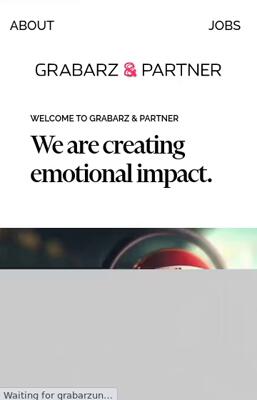 ABOUT JOBS
GRABARZ & PARTNER
WELCOME TO GRABARZ & PARTNER
We are creating
emotional impact.
Waiting for grabarzun...